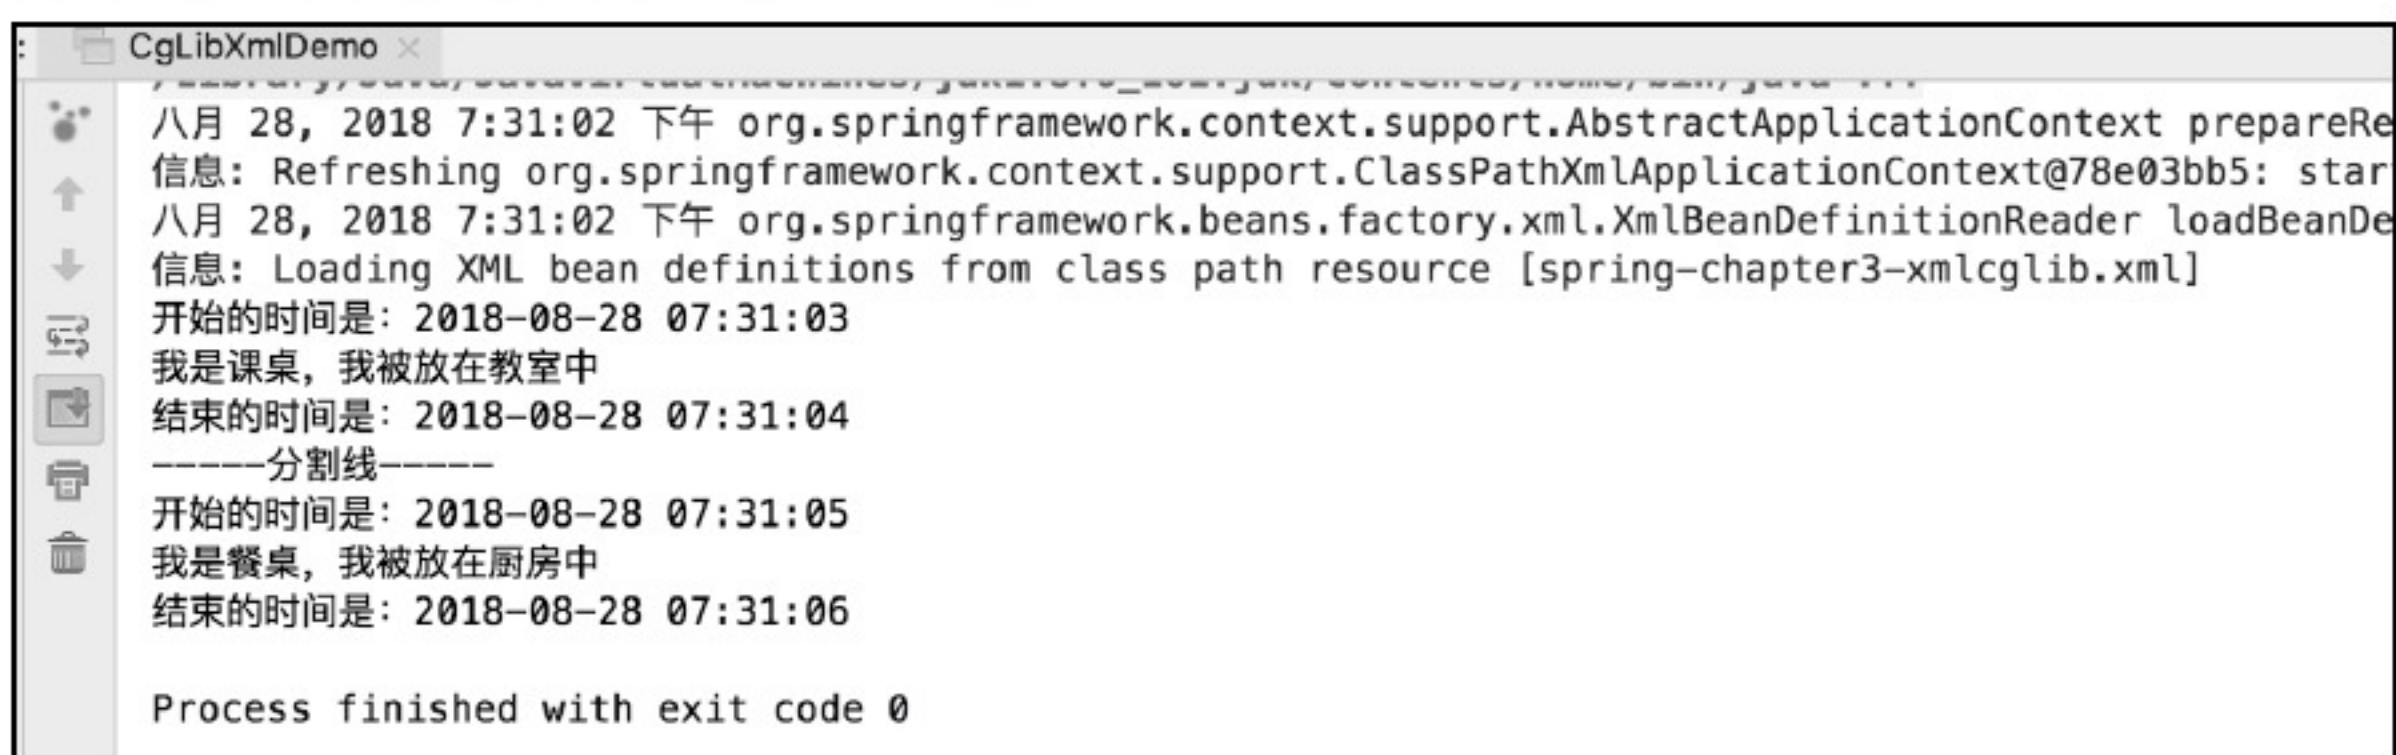 CgLibXmlDemo
八月 28, 2018 7:31:02 下午 org.springframework.context.support.AbstractApplicationContext prepareRe
信息: Refreshing org.springframework.context.support.ClassPathXmlApplicationContext@78e03bb5: star
八月 28, 2018 7:31:02 下午 org.springframework.beans.factory.xml.XmlBeanDefinitionReader loadBeanDe
信息: Loading XML bean definitions from class path resource [spring-chapter3-xmlcglib.xml]
开始的时间是：2018-08-28 07:31:03
我是课桌，我被放在教室中
结束的时间是：2018-08-28 07:31:04
-----分割线-----
开始的时间是：2018-08-28 07:31:05
我是餐桌，我被放在厨房中
结束的时间是：2018-08-28 07:31:06
Process finished with exit code 0